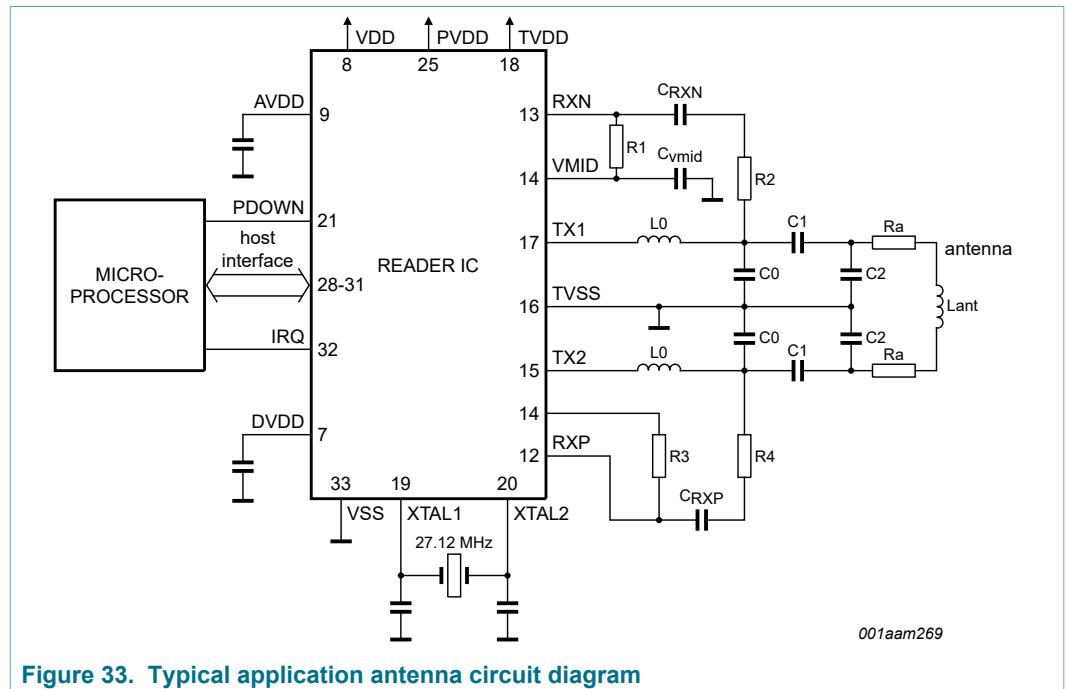 VDD PVDD TVDD
8 25 18
AVDD
9
13 RXN
CRXN
R1
14 VMID
Cvmid
R2
PDOWN
21
host
interface
28-31
MICRO-
PROCESSOR
READER IC
17 TX1
L0
C1
Ra
antenna
C0
C2
16 TVSS
Lant
IRQ
32
C0
C2
15 TX2
L0
C1
Ra
14
RXP
12
R3
R4
CRXP
DVDD
7
33 19 20
VSS XTAL1 XTAL2
27.12 MHz
001aam269
Figure 33. Typical application antenna circuit diagram